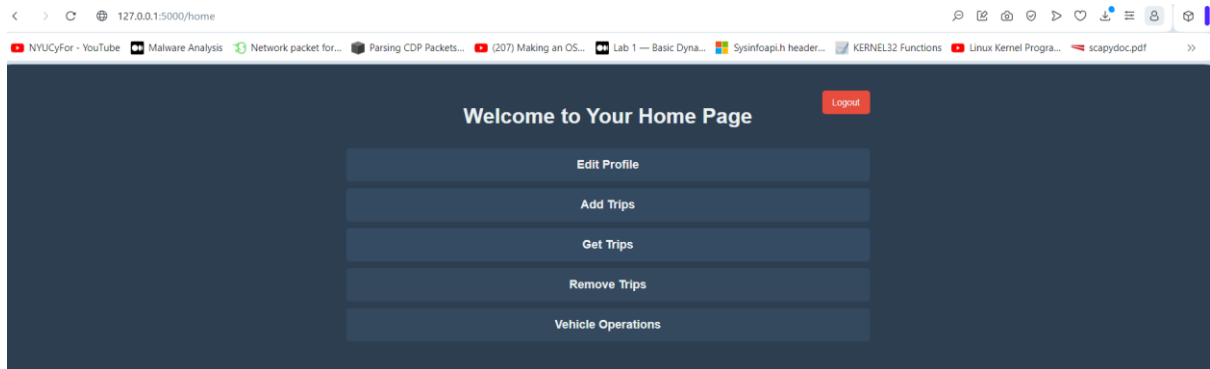 127.0.0.1:5000/home
NYUCyFor - YouTube Malware Analysis Network packet for... Parsing CDP Packets... (207) Making an OS... Lab 1 — Basic Dyna... Sysinfoapi.h header... KERNEL32 Functions Linux Kernel Progra... scapydoc.pdf
Logout
Welcome to Your Home Page
Edit Profile
Add Trips
Get Trips
Remove Trips
Vehicle Operations